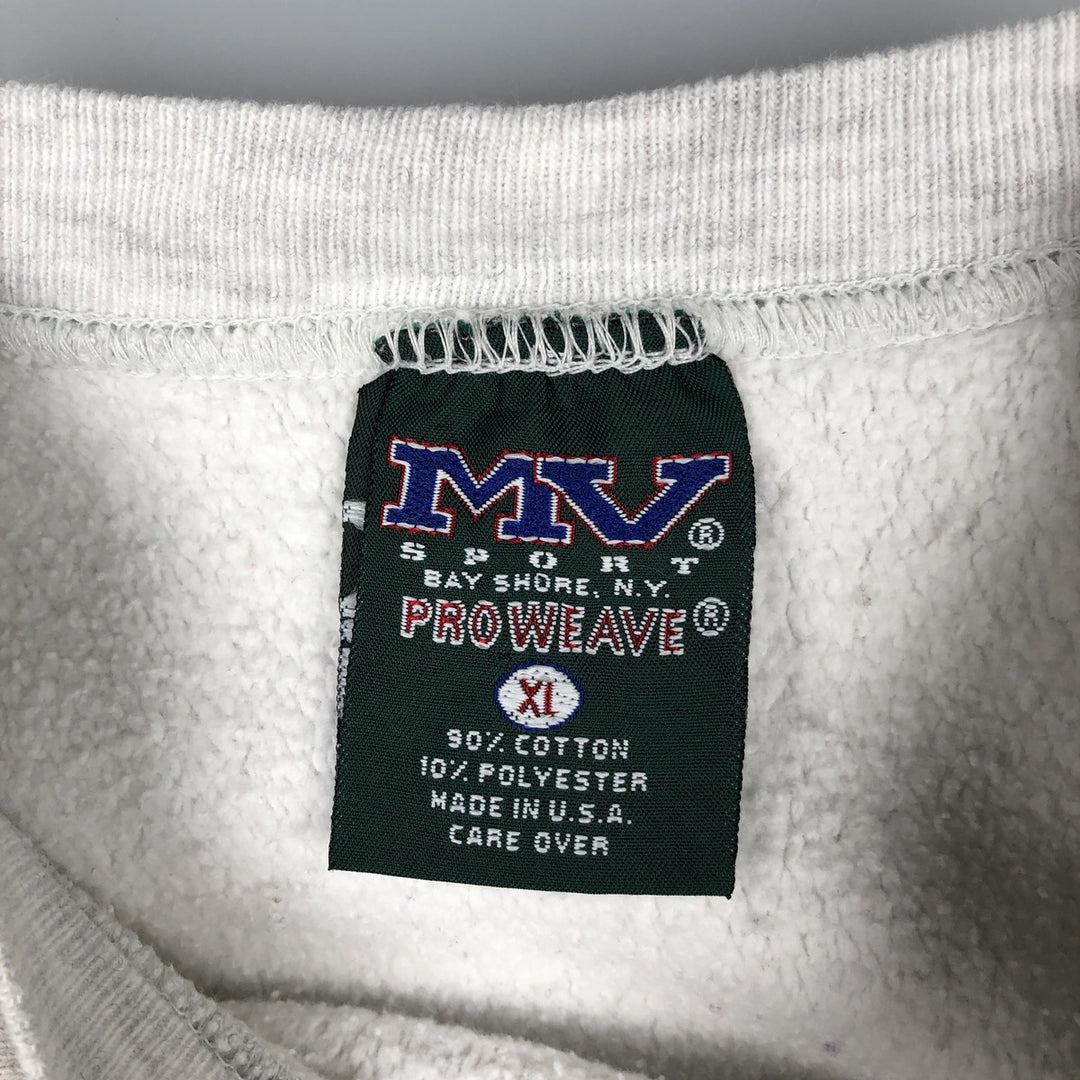 MV®
SPORT
BAY SHORE, N.Y.
PROWEAVE®
XL
90% COTTON
10% POLYESTER
MADE IN U.S.A.
CARE OVER